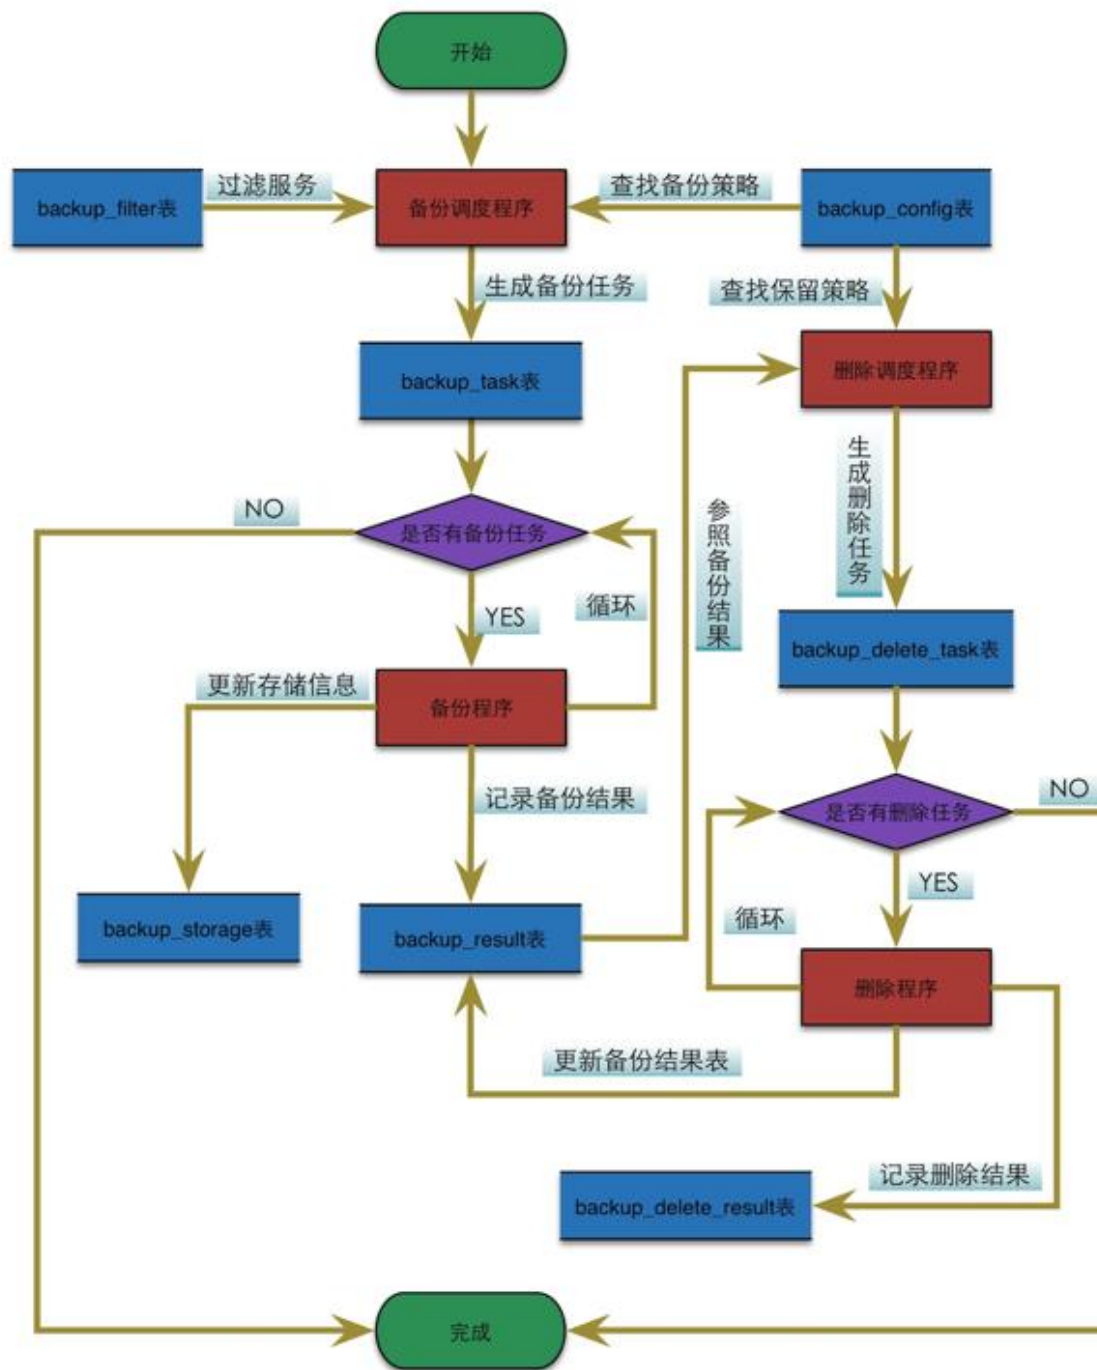 开始
backup_filter表
过滤服务
备份调度程序
查找备份策略
backup_config表
生成备份任务
查找保留策略
backup_task表
删除调度程序
NO
是否有备份任务
参照备份结果
生成删除任务
YES
循环
backup_delete_task表
更新存储信息
备份程序
记录备份结果
是否有删除任务
NO
YES
backup_storage表
backup_result表
循环
删除程序
更新备份结果表
记录删除结果
backup_delete_result表
完成